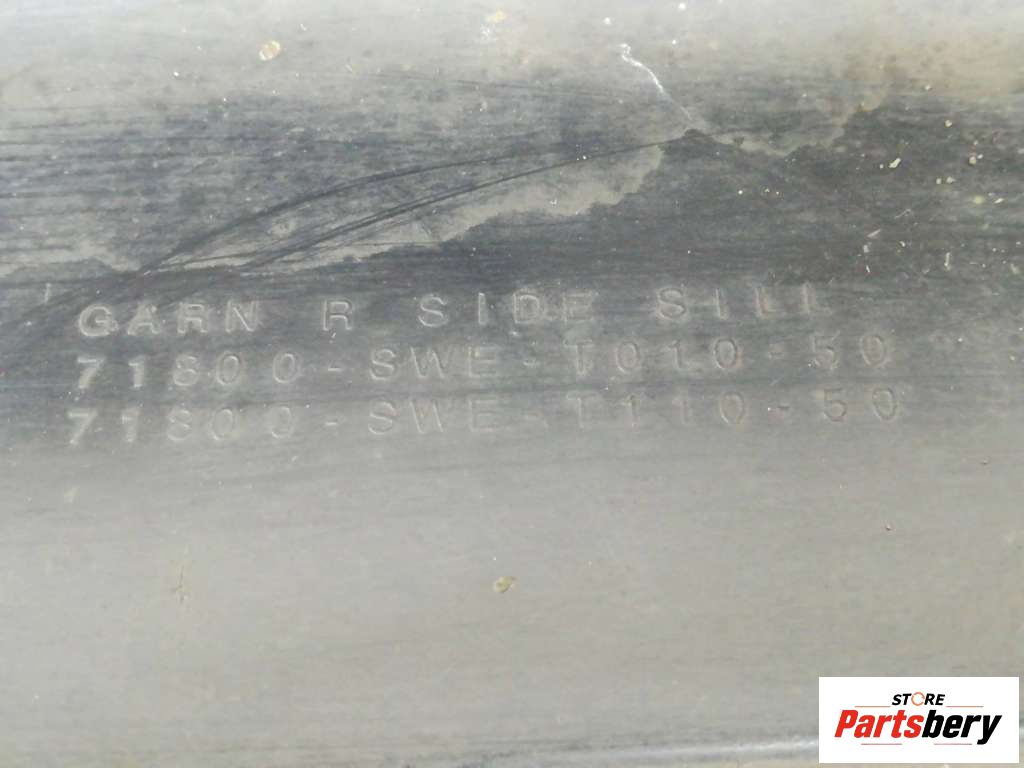 GARN R SIDE SILL
71800-SWE-T010-50
71800-SWE-T110-50
STORE
Partsbery